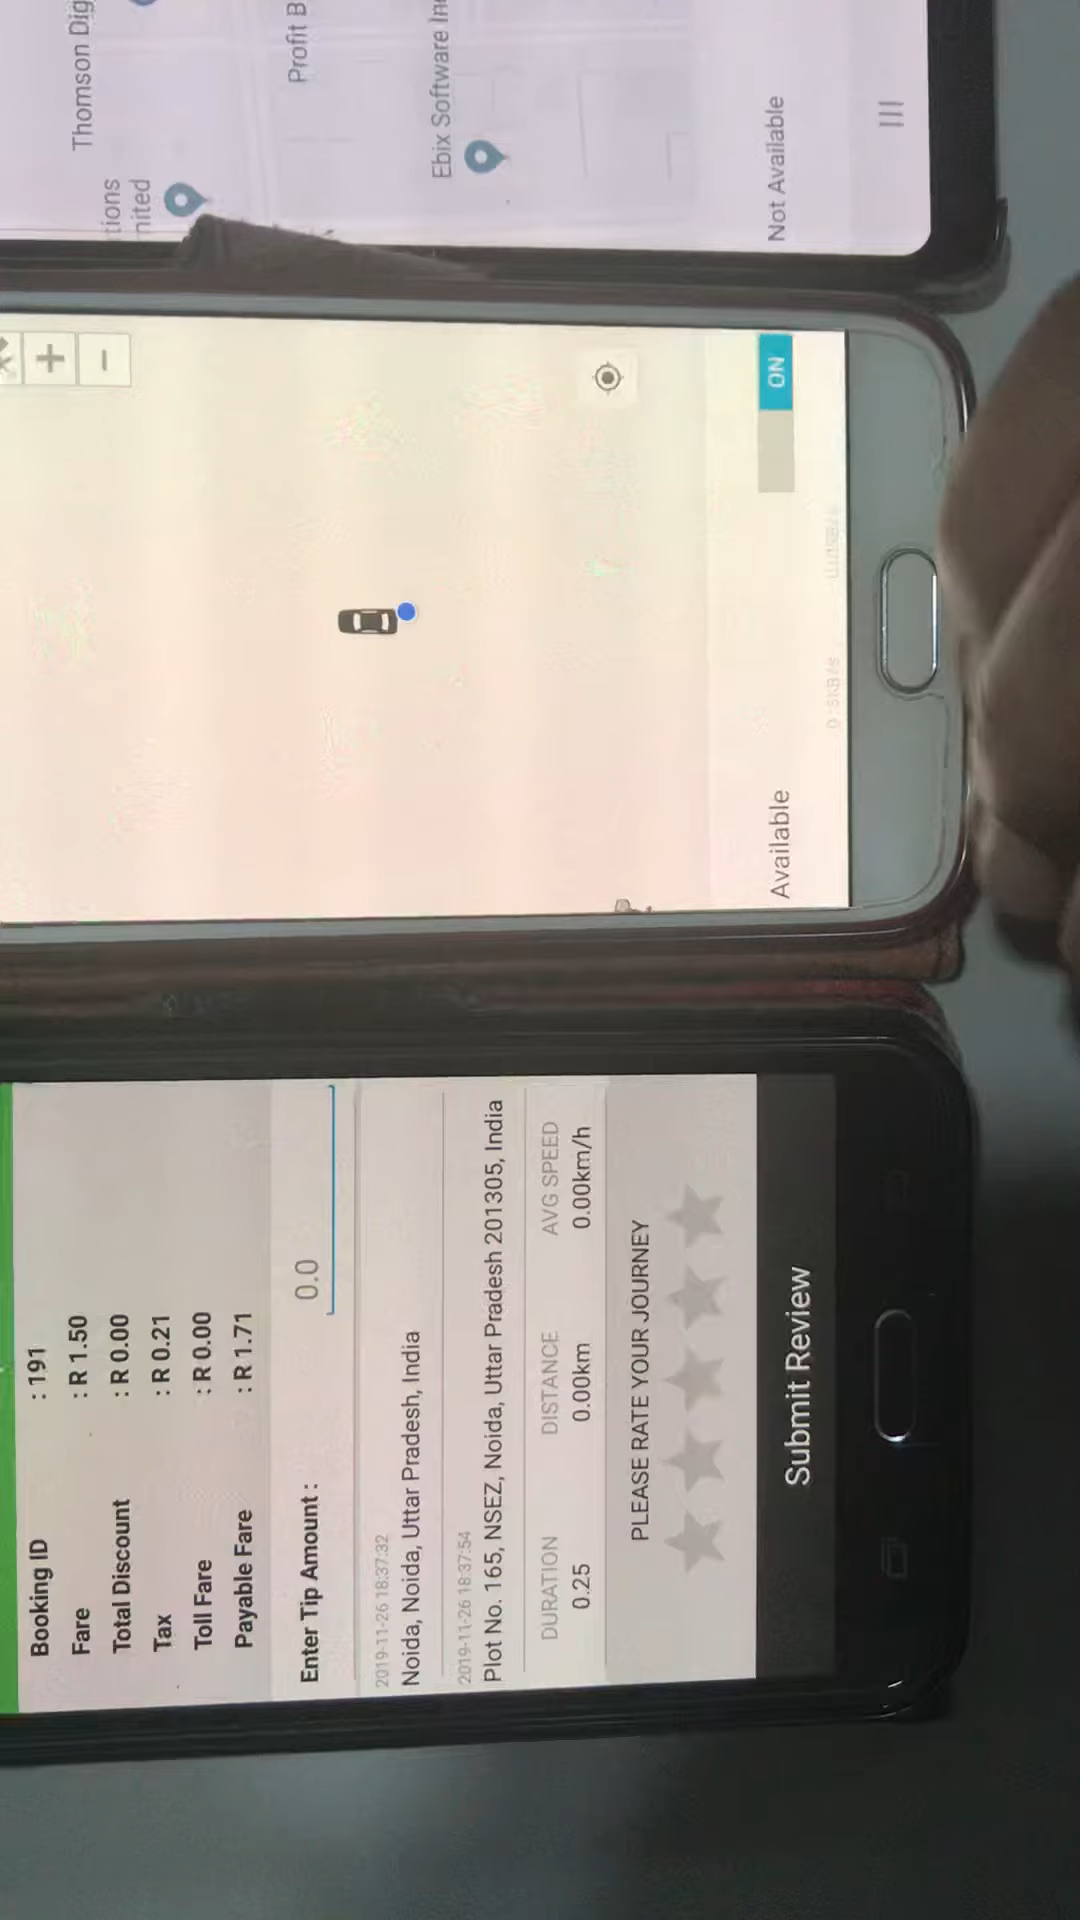 Booking ID : 191
Fare : R 1.50
Total Discount : R 0.00
Tax : R 0.21
Toll Fare : R 0.00
Payable Fare : R 1.71
Enter Tip Amount : 0.0
2019-11-26 18:37:32
Noida, Noida, Uttar Pradesh, India
2019-11-26 18:37:54
Plot No. 165, NSEZ, Noida, Uttar Pradesh 201305, India
DURATION DISTANCE AVG SPEED
0.25 0.00km 0.00km/h
PLEASE RATE YOUR JOURNEY
Submit Review
+
−
Available ON
Thomson Dig
tions
nited
Profit B
Ebix Software In
Not Available